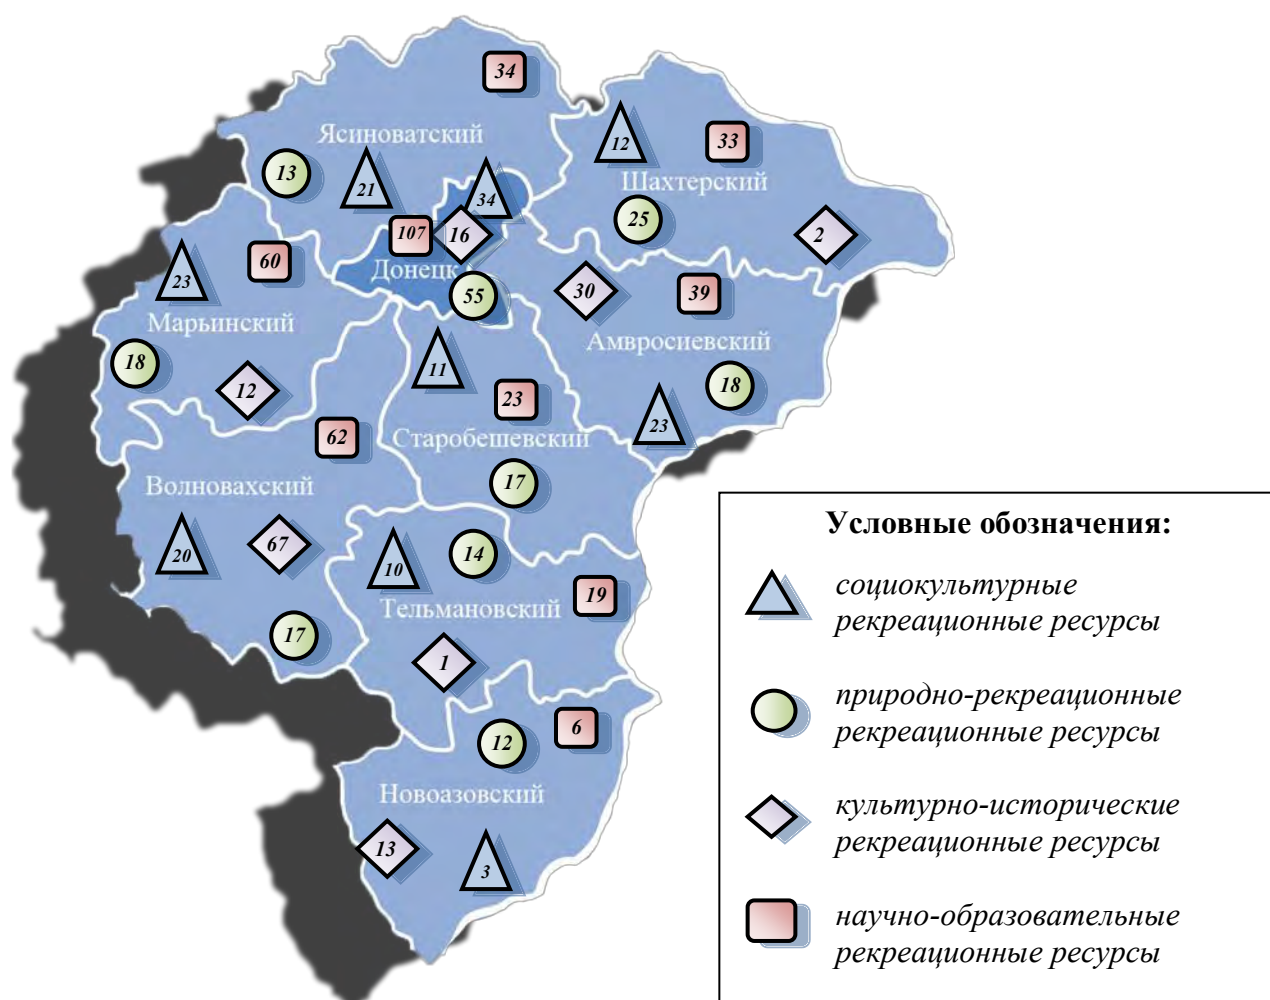 34
Ясиноватский
12
33
13
21
34
Шахтерский
25
107
16
2
60
Донецк
23
55
30
39
Марьинский
Амвросиевский
18
11
18
12
23
23
62
Старобешевский
Волновахский
17
20
67
14
10
19
Тельмановский
17
1
12
6
Новоазовский
13
3
Условные обозначения:
социокультурные
рекреационные ресурсы
природно-рекреационные
рекреационные ресурсы
культурно-исторические
рекреационные ресурсы
научно-образовательные
рекреационные ресурсы